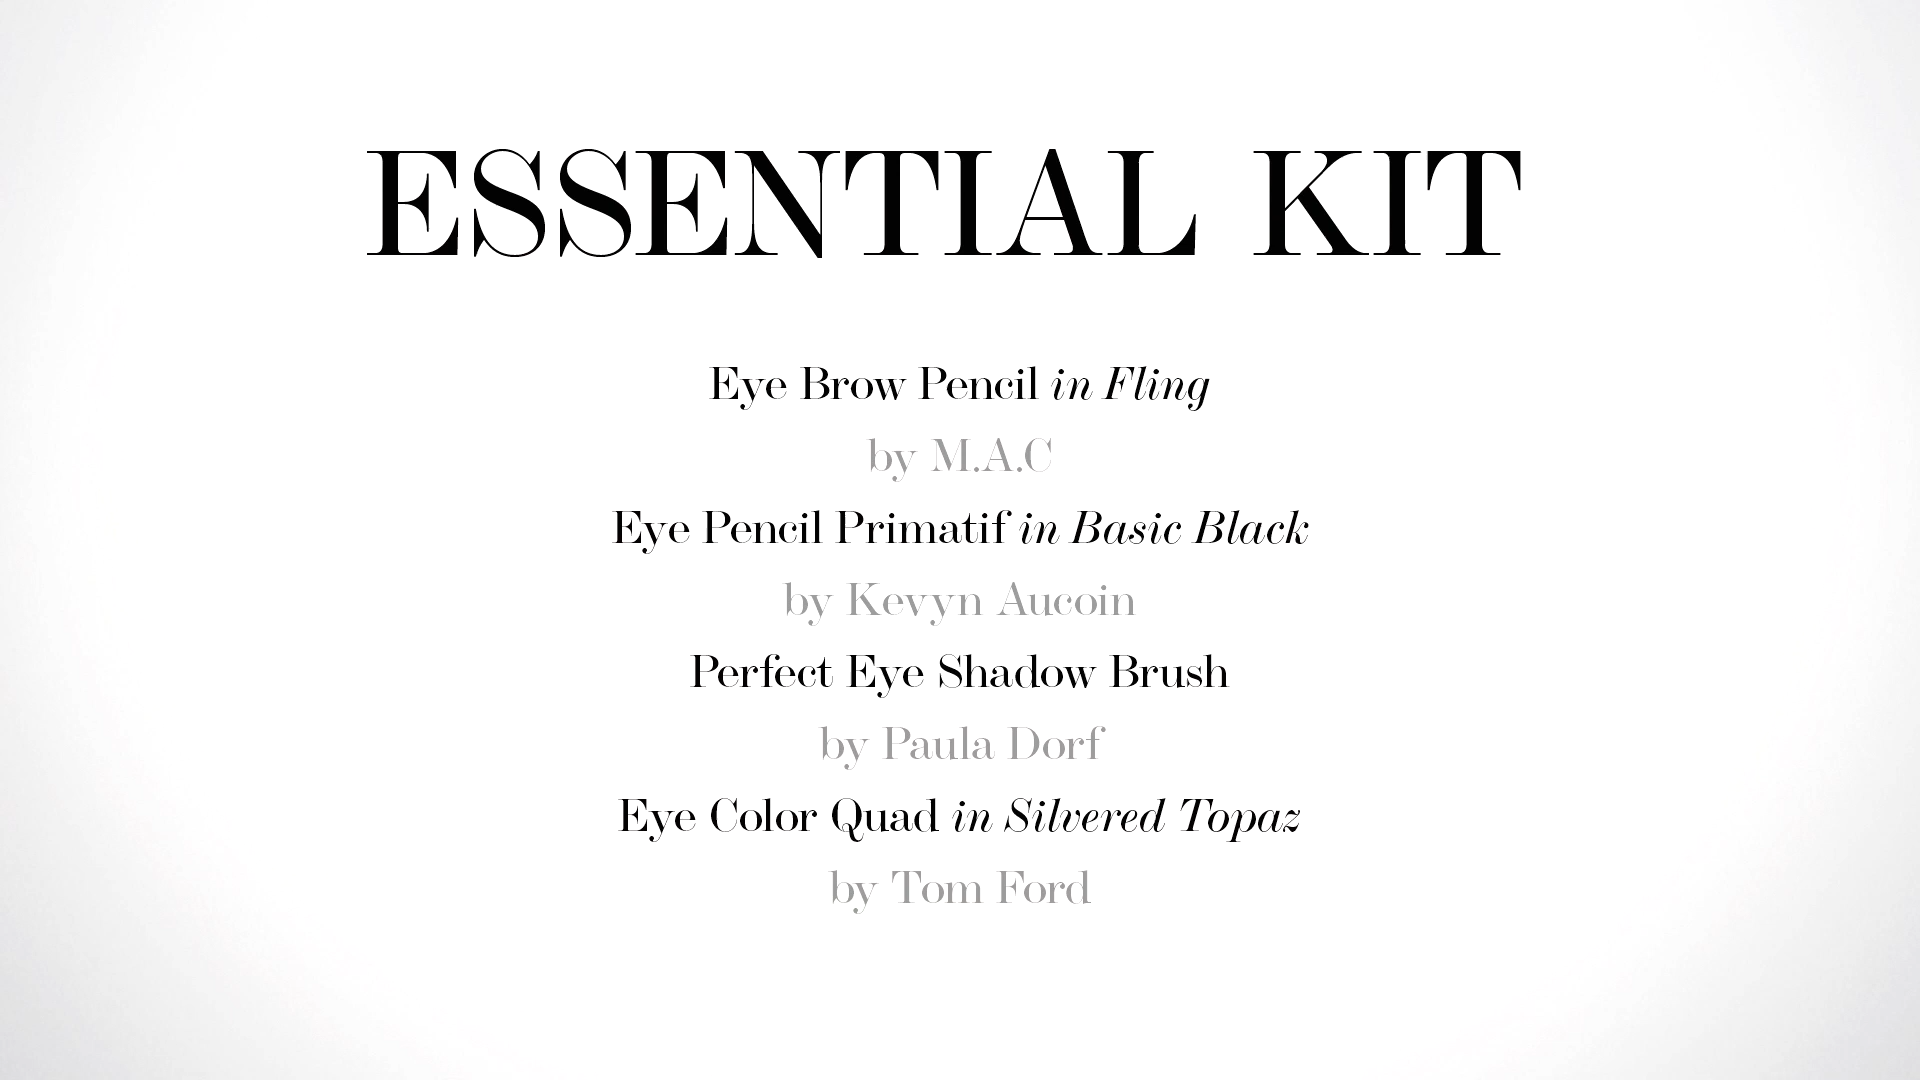 ESSENTIAL KIT
Eye Brow Pencil in Fling
by M.A.C
Eye Pencil Primatif in Basic Black
by Kevyn Aucoin
Perfect Eye Shadow Brush
by Paula Dorf
Eye Color Quad in Silvered Topaz
by Tom Ford